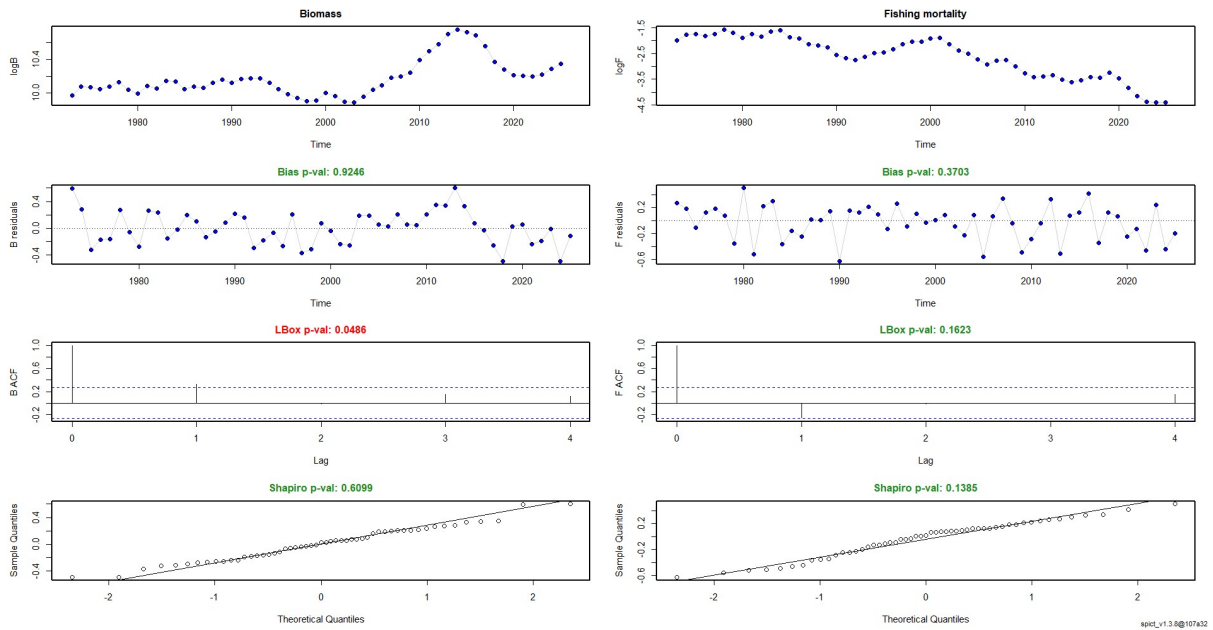 Biomass
logB
10.0 10.4
1980 1990 2000 2010 2020
Time
Fishing mortality
logF
-4.5 -3.5 -2.5 -1.5
1980 1990 2000 2010 2020
Time
Bias p-val: 0.9246
B residuals
-0.4 0.0 0.4
1980 1990 2000 2010 2020
Time
Bias p-val: 0.3703
F residuals
-0.6 -0.2 0.2
1980 1990 2000 2010 2020
Time
LBox p-val: 0.0486
B ACF
-0.2 0.2 0.6 1.0
0 1 2 3 4
Lag
LBox p-val: 0.1623
F ACF
-0.2 0.2 0.6 1.0
0 1 2 3 4
Lag
Shapiro p-val: 0.6099
Sample Quantiles
-0.4 0.0 0.4
-2 -1 0 1 2
Theoretical Quantiles
Shapiro p-val: 0.1385
Sample Quantiles
-0.6 -0.2 0.2
-2 -1 0 1 2
Theoretical Quantiles
spict_v1.3.8@107a32